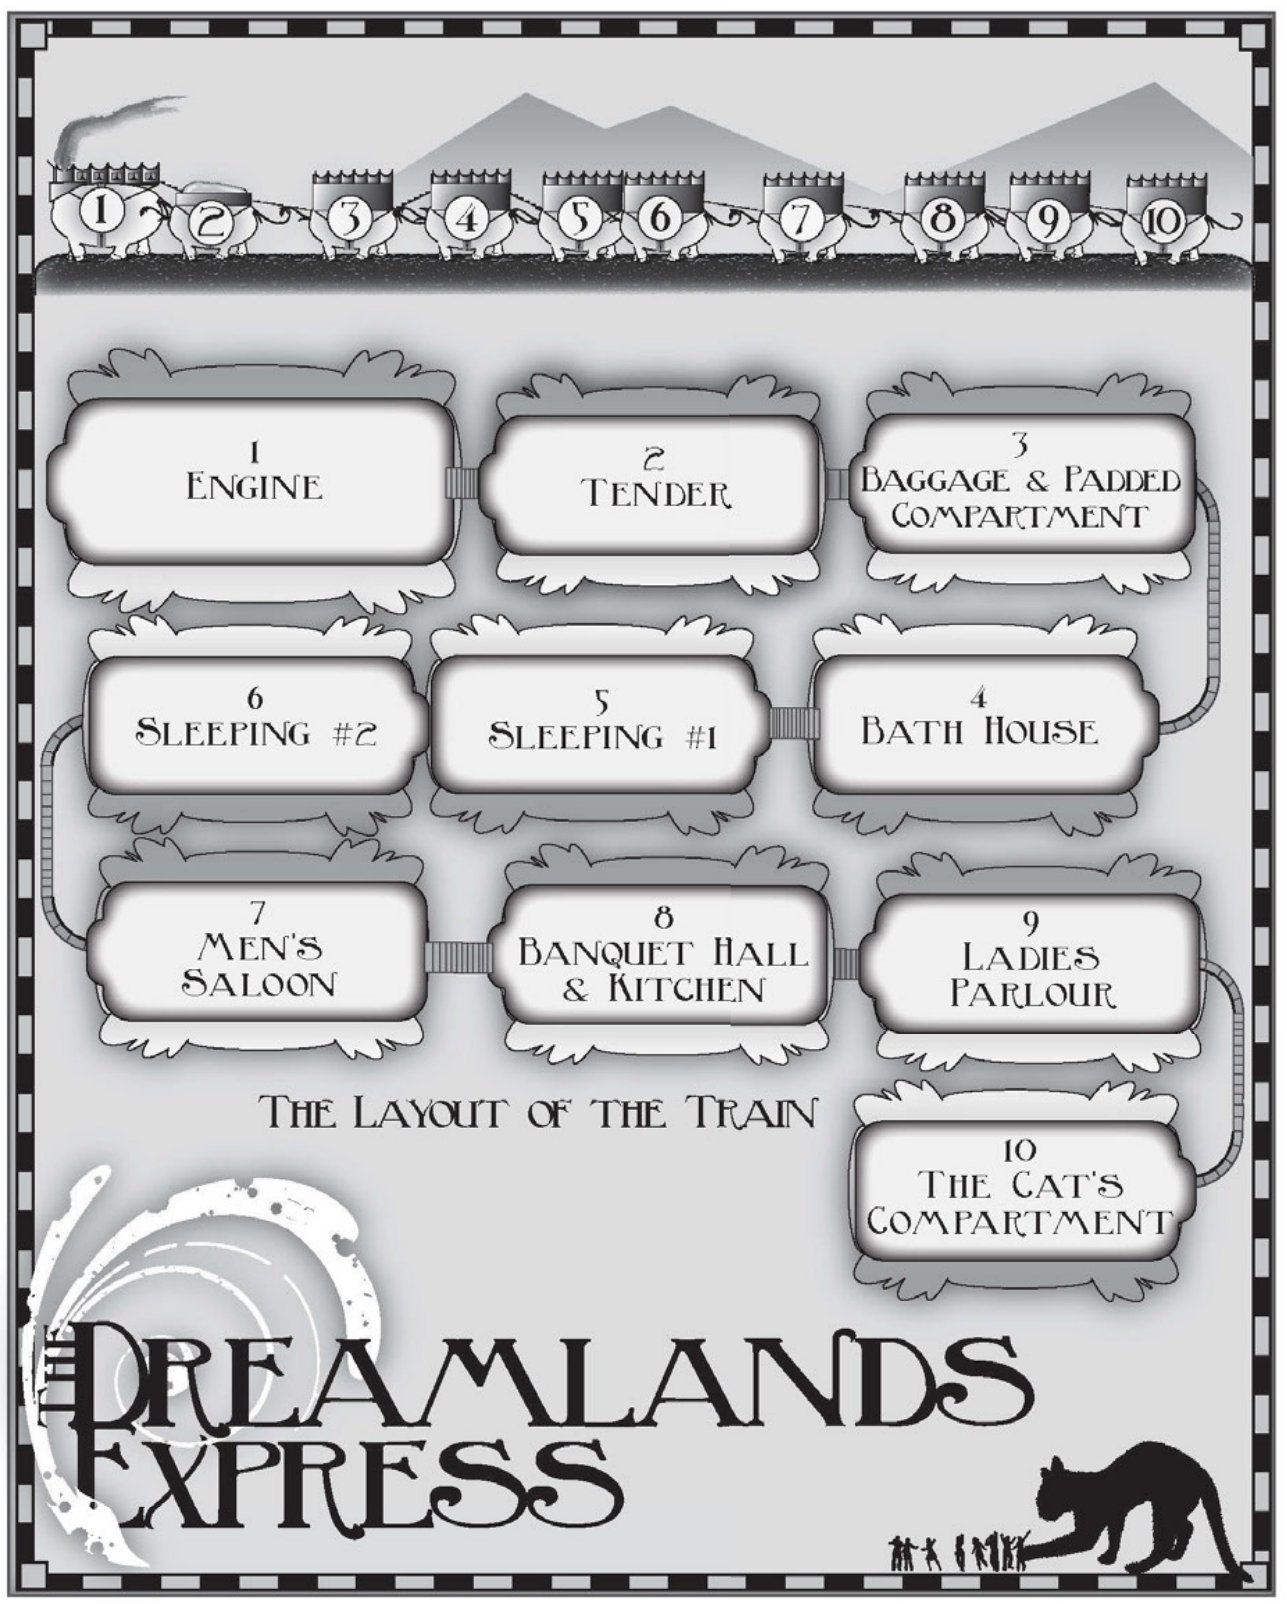 1
2
3
4
5
6
7
8
9
10
1
ENGINE
2
TENDER
3
BAGGAGE & PADDED
COMPARTMENT
6
SLEEPING #2
5
SLEEPING #1
4
BATH HOUSE
7
MEN'S
SALOON
8
BANQUET HALL
& KITCHEN
9
LADIES
PARLOUR
THE LAYOUT OF THE TRAIN
10
THE CAT'S
COMPARTMENT
DREAMLANDS
EXPRESS